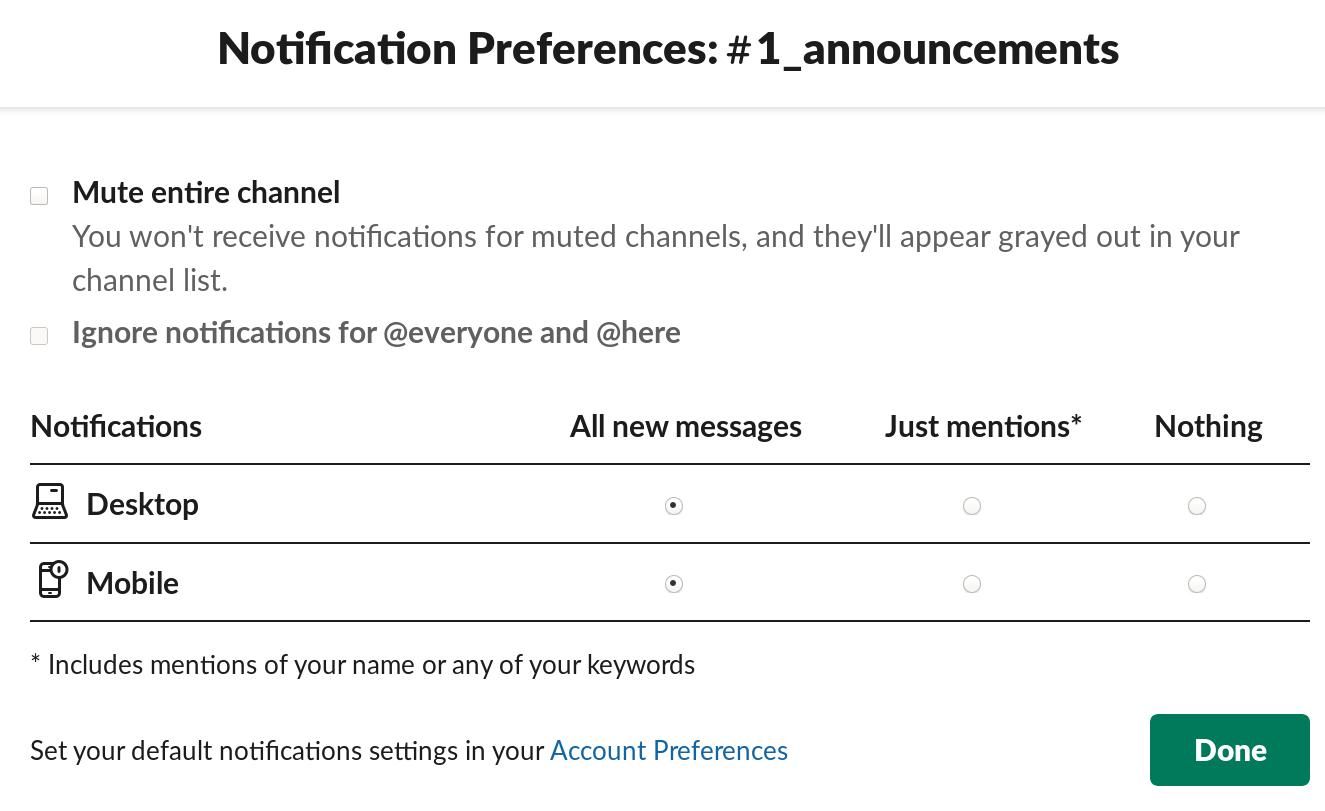 Notification Preferences: #1_announcements
Mute entire channel
You won't receive notifications for muted channels, and they'll appear grayed out in your
channel list.
Ignore notifications for @everyone and @here
Notifications All new messages Just mentions* Nothing
Desktop
Mobile
* Includes mentions of your name or any of your keywords
Set your default notifications settings in your Account Preferences
Done